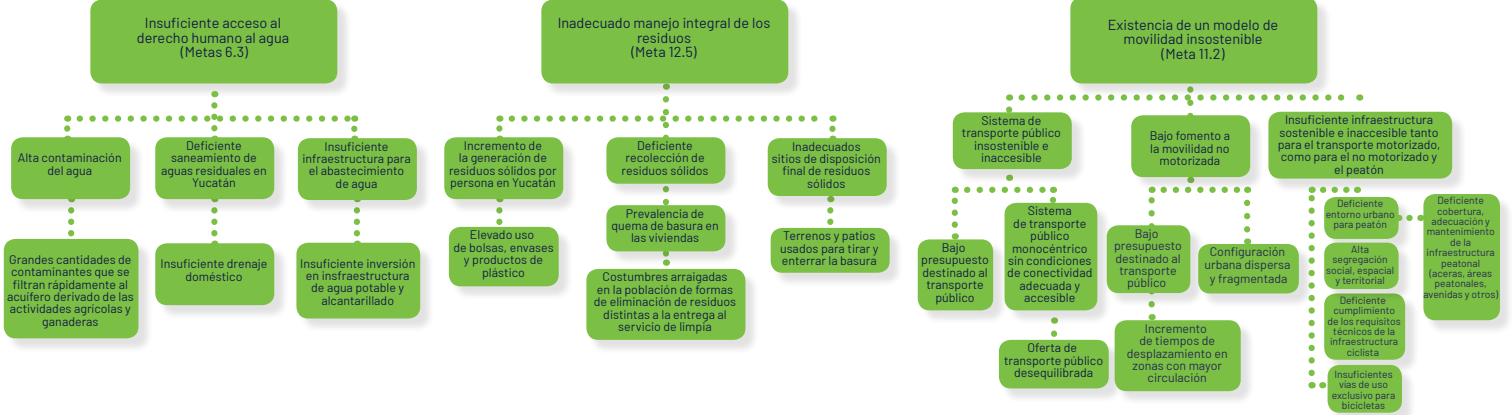 Insuficiente acceso al
derecho humano al agua
(Metas 6.3)
Alta contaminación
del agua
Grandes cantidades de
contaminantes que se
filtran rápidamente al
acuífero derivado de las
actividades agrícolas y
ganaderas
Deficiente
saneamiento de
aguas residuales en
Yucatán
Insuficiente drenaje
doméstico
Insuficiente
infraestructura para
el abastecimiento
de agua
Insuficiente inversión
en insfraestructura
de agua potable y
alcantarillado
Inadecuado manejo integral de los
residuos
(Meta 12.5)
Incremento de
la generación de
residuos sólidos por
persona en Yucatán
Elevado uso
de bolsas, envases
y productos de
plástico
Deficiente
recolección de
residuos sólidos
Prevalencia de
quema de basura en
las viviendas
Costumbres arraigadas
en la población de formas
de eliminación de residuos
distintas a la entrega al
servicio de limpía
Inadecuados
sitios de disposición
final de residuos
sólidos
Terrenos y patios
usados para tirar y
enterrar la basura
Existencia de un modelo de
movilidad insostenible
(Meta 11.2)
Sistema de
transporte público
insostenible e
inaccesible
Bajo
presupuesto
destinado al
transporte
público
Sistema
de transporte
público
monocéntrico
sin condiciones
de conectividad
adecuada y
accesible
Oferta de
transporte público
desequilibrada
Bajo fomento a
la movilidad no
motorizada
Bajo
presupuesto
destinado al
transporte
público
Incremento
de tiempos de
desplazamiento en
zonas con mayor
circulación
Configuración
urbana dispersa
y fragmentada
Insuficiente infraestructura
sostenible e inaccesible tanto
para el transporte motorizado,
como para el no motorizado y
el peatón
Deficiente
entorno urbano
para peatón
Deficiente
cobertura,
adecuación y
mantenimiento
de la
infraestructura
peatonal
(aceras, áreas
peatonales,
avenidas y otros)
Alta
segregación
social, espacial
y territorial
Deficiente
cumplimiento
de los requisitos
técnicos de la
infraestructura
ciclista
Insuficientes
vías de uso
exclusivo para
bicicletas